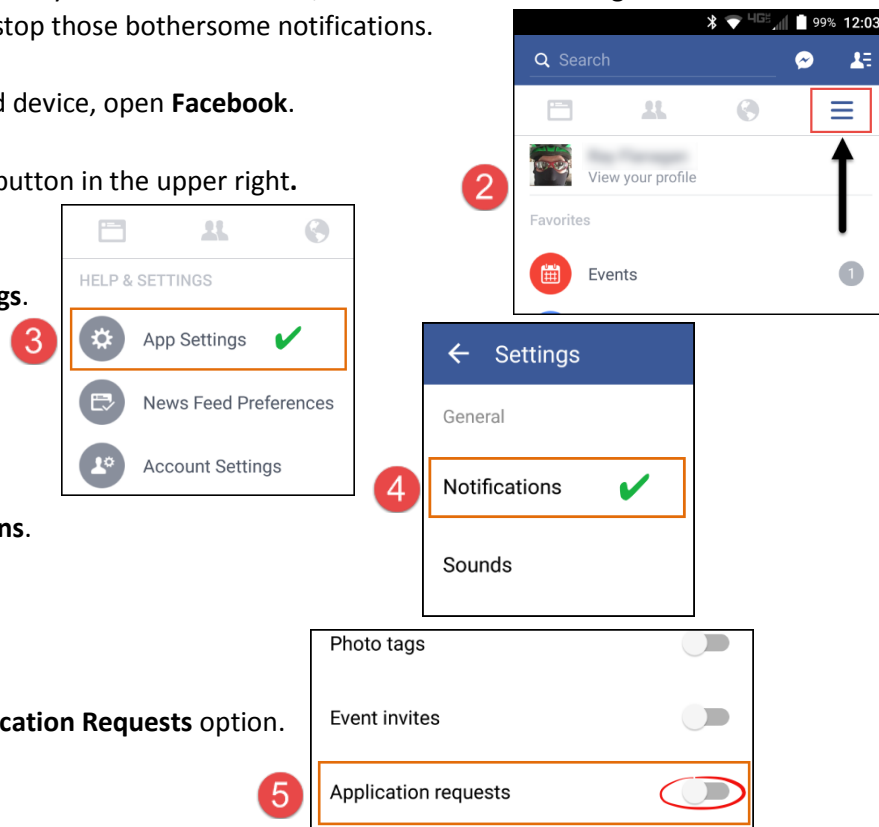 stop those bothersome notifications.
99% 12:03
Search
d device, open Facebook.
button in the upper right.
2
View your profile
Favorites
Events
1
HELP & SETTINGS
gs.
3
App Settings
News Feed Preferences
Account Settings
Settings
General
4
Notifications
ns.
Sounds
Photo tags
Event invites
cation Requests option.
5
Application requests